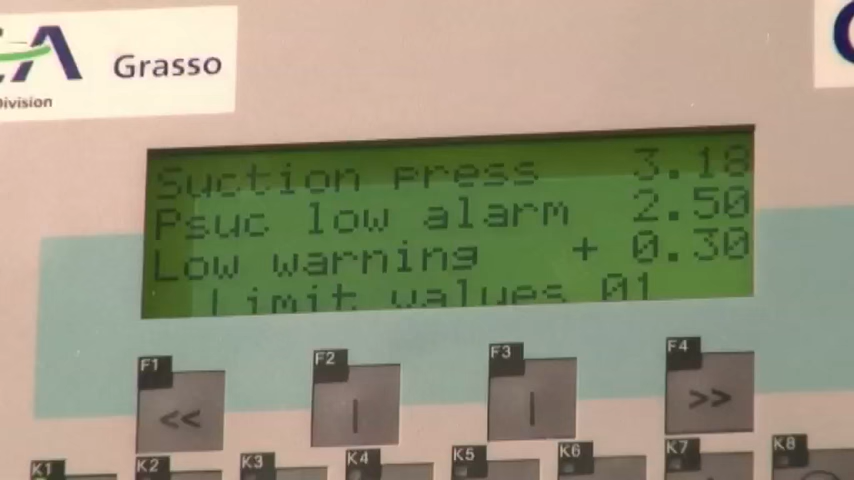 Grasso
Division
Suction press 3.18
Psuc low alarm 2.50
Low warning + 0.30
Limit values 01
F1 F2 F3 F4
<< | | >>
K1 K2 K3 K4 K5 K6 K7 K8